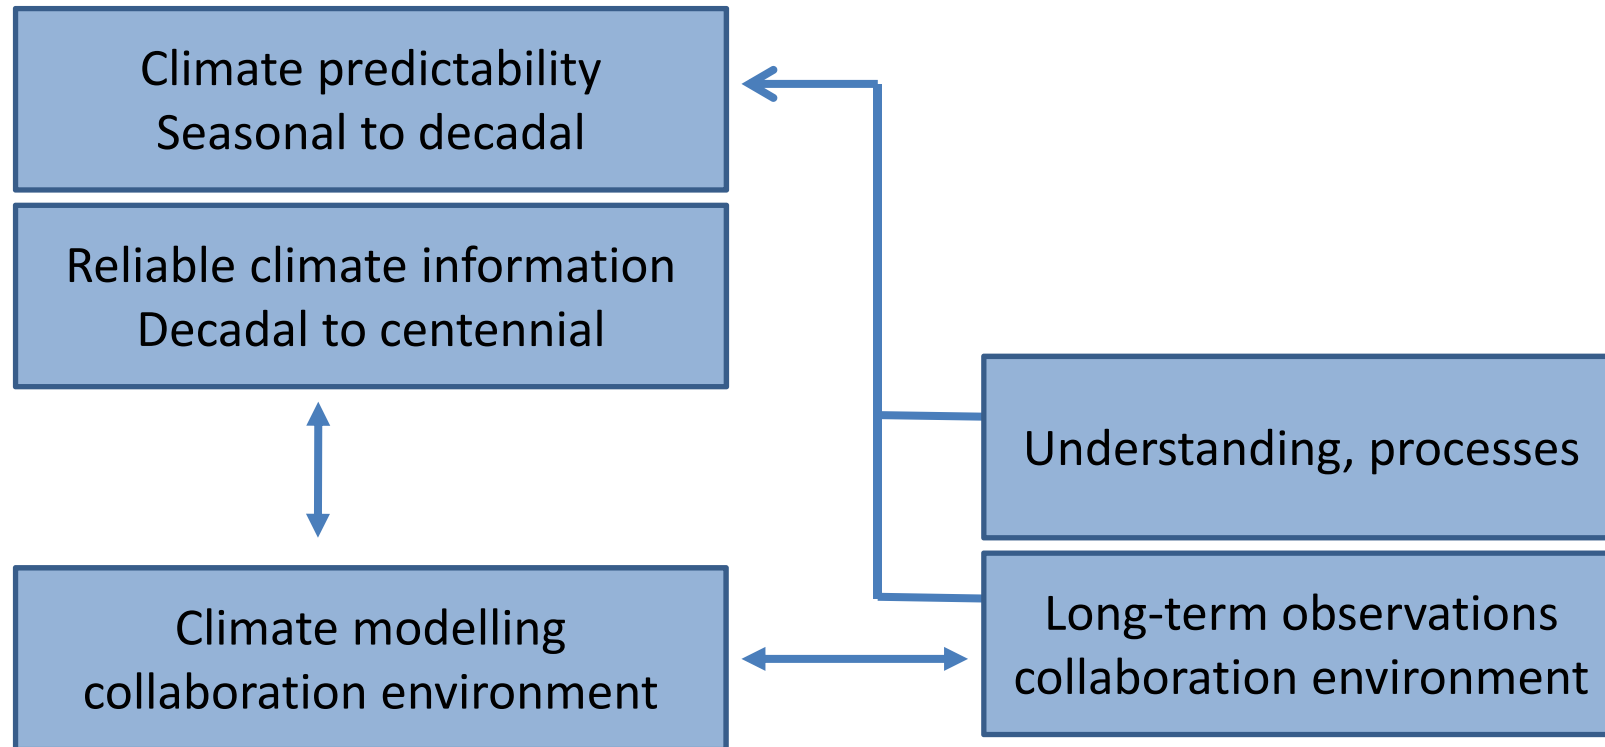 Climate predictability
Seasonal to decadal
Reliable climate information
Decadal to centennial
Understanding, processes
Climate modelling
collaboration environment
Long-term observations
collaboration environment